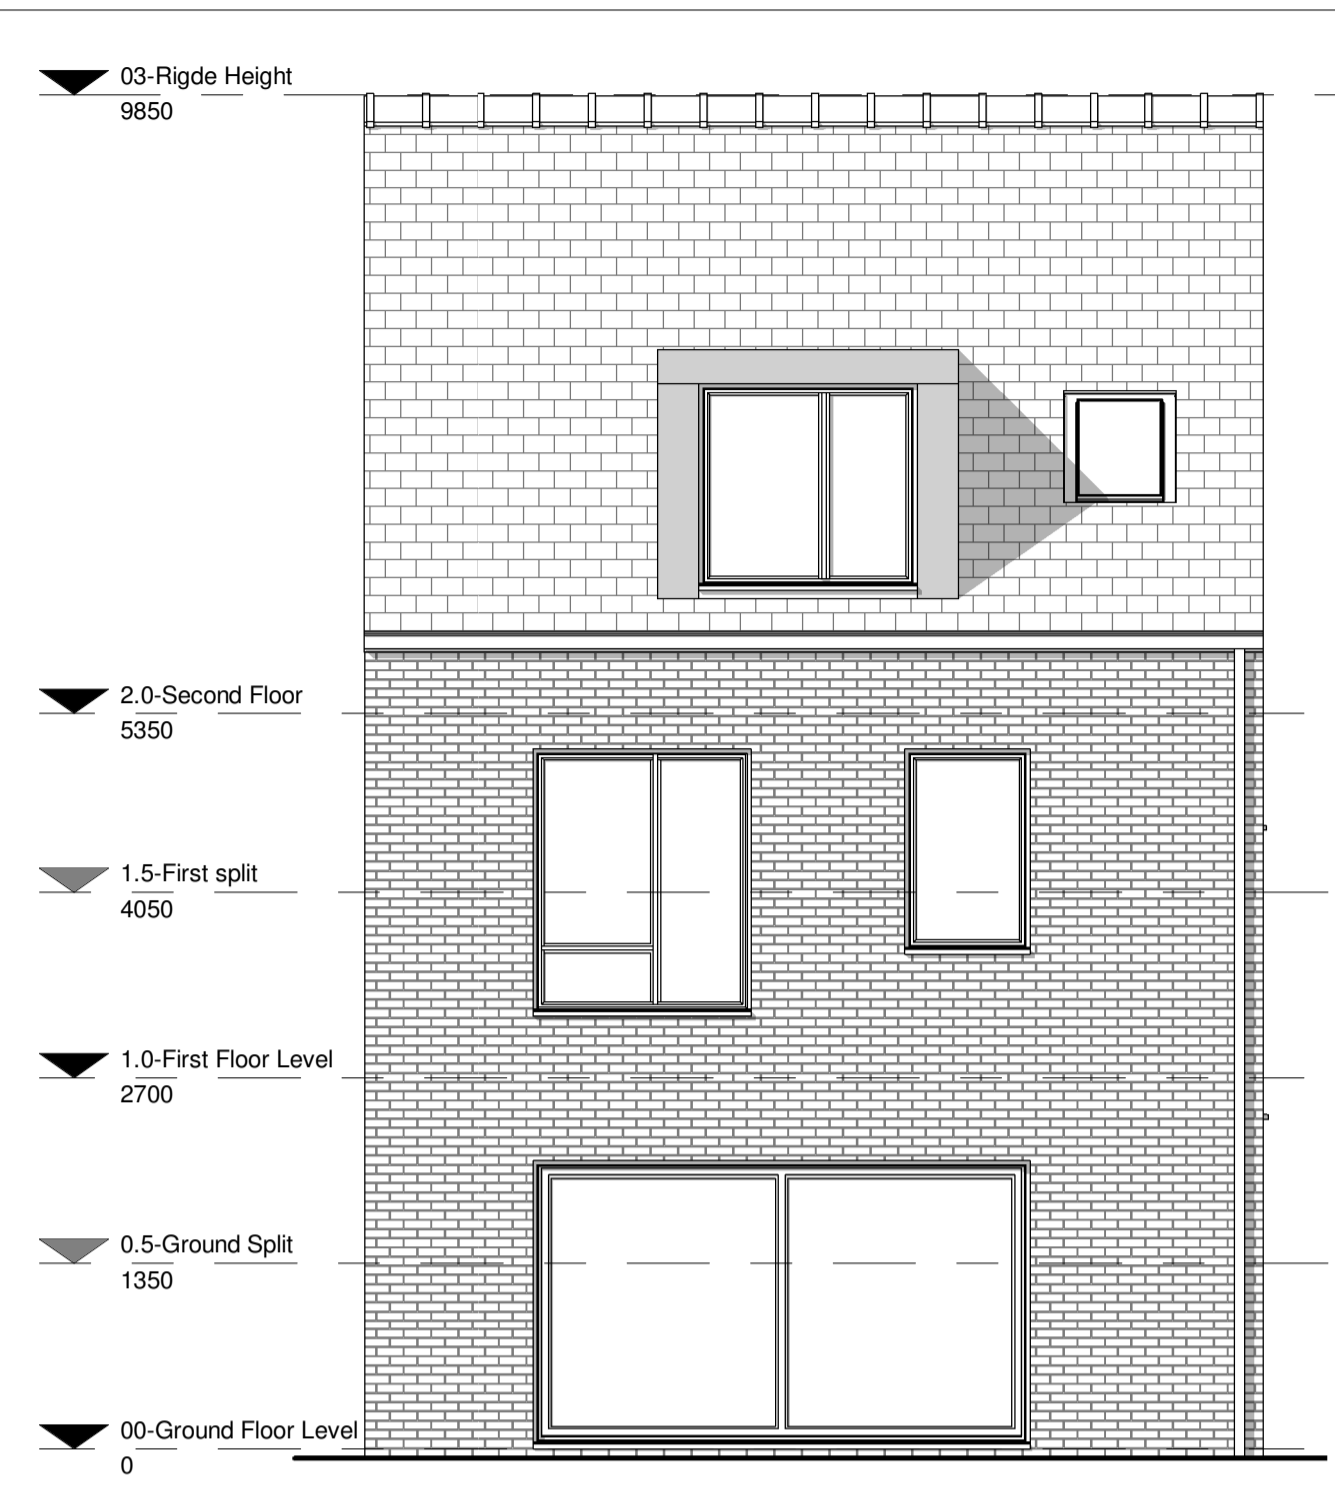 03-Rigde Height
9850
2.0-Second Floor
5350
1.5-First split
4050
1.0-First Floor Level
2700
0.5-Ground Split
1350
00-Ground Floor Level
0